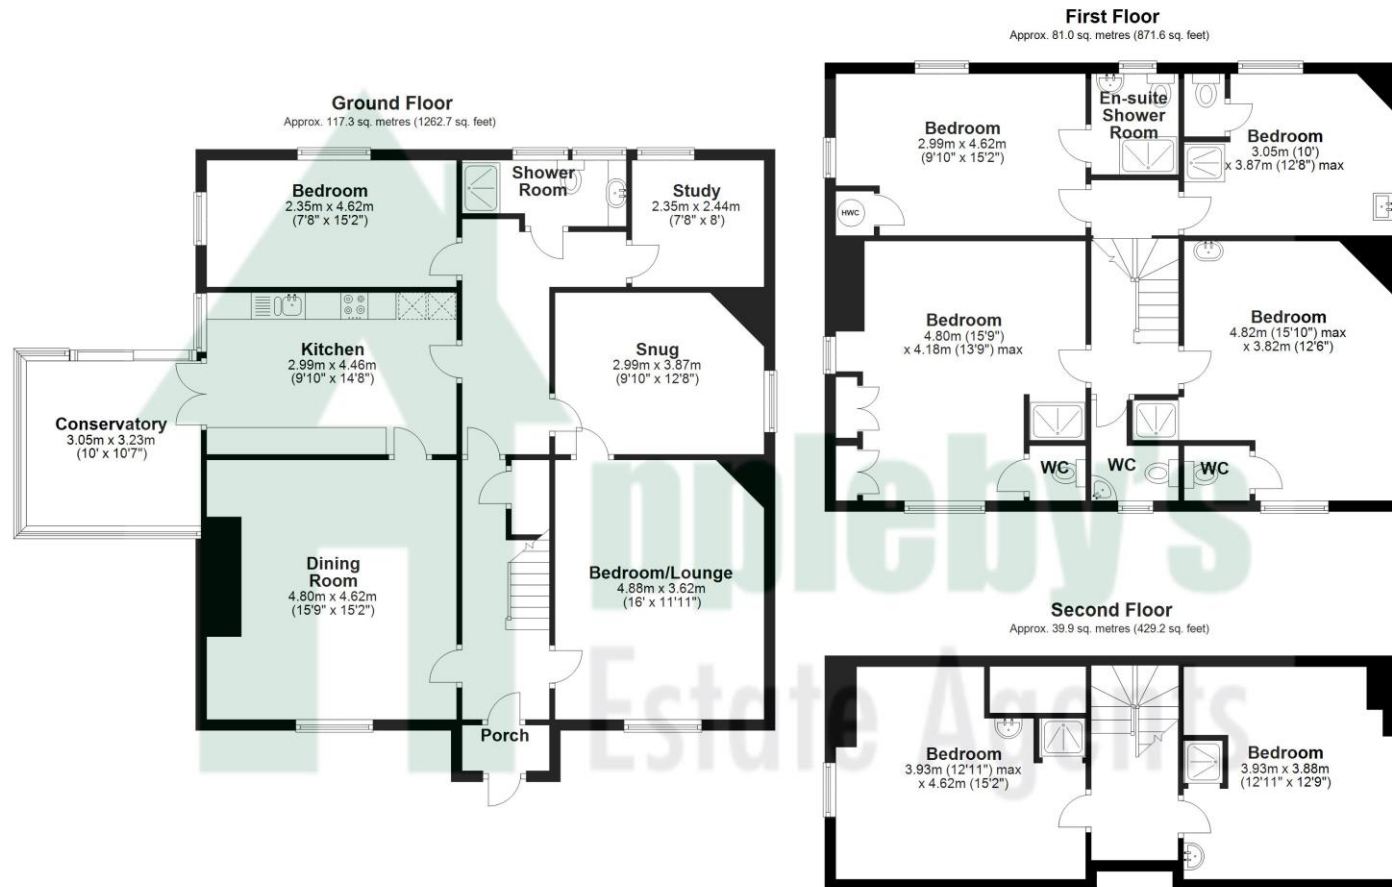 Ground Floor
Approx. 117.3 sq. metres (1262.7 sq. feet)
Bedroom
2.35m x 4.62m
(7'8" x 15'2")
Shower
Room
Study
2.35m x 2.44m
(7'8" x 8')
Kitchen
2.99m x 4.46m
(9'10" x 14'8")
Snug
2.99m x 3.87m
(9'10" x 12'8")
Conservatory
3.05m x 3.23m
(10' x 10'7")
Dining
Room
4.80m x 4.62m
(15'9" x 15'2")
Bedroom/Lounge
4.88m x 3.62m
(16' x 11'11")
Porch
First Floor
Approx. 81.0 sq. metres (871.6 sq. feet)
Bedroom
2.99m x 4.62m
(9'10" x 15'2")
En-suite
Shower
Room
Bedroom
3.05m (10')
x 3.87m (12'8") max
HWC
Bedroom
4.80m (15'9")
x 4.18m (13'9") max
Bedroom
4.82m (15'10") max
x 3.82m (12'6")
WC
WC
WC
Second Floor
Approx. 39.9 sq. metres (429.2 sq. feet)
Bedroom
3.93m (12'11") max
x 4.62m (15'2")
Bedroom
3.93m x 3.88m
(12'11" x 12'9")
Appleby's
Estate Agents